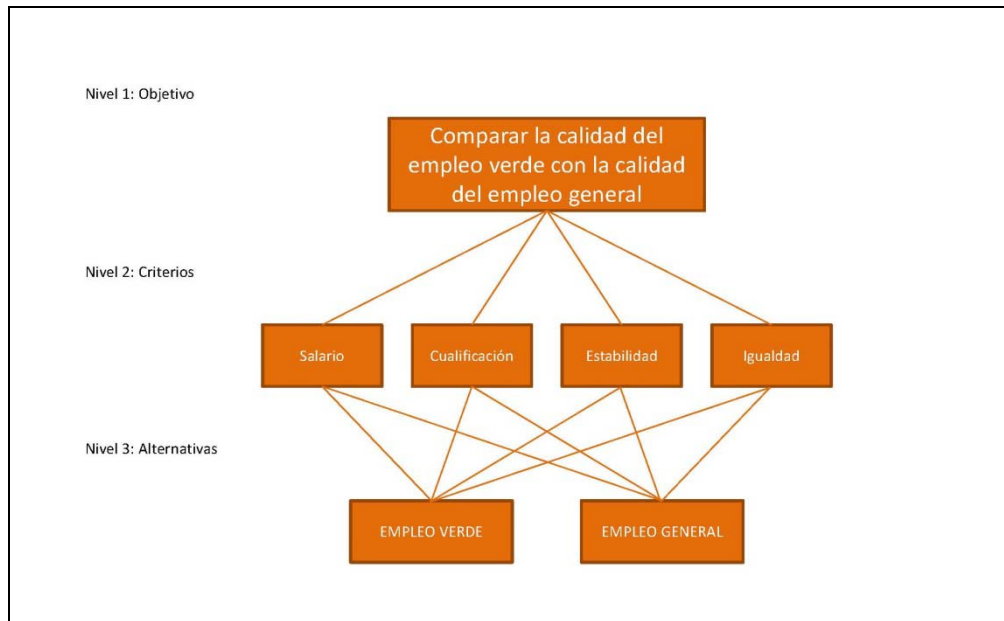 Nivel 1: Objetivo
Comparar la calidad del
empleo verde con la calidad
del empleo general
Nivel 2: Criterios
Salario
Cualificación
Estabilidad
Igualdad
Nivel 3: Alternativas
EMPLEO VERDE
EMPLEO GENERAL